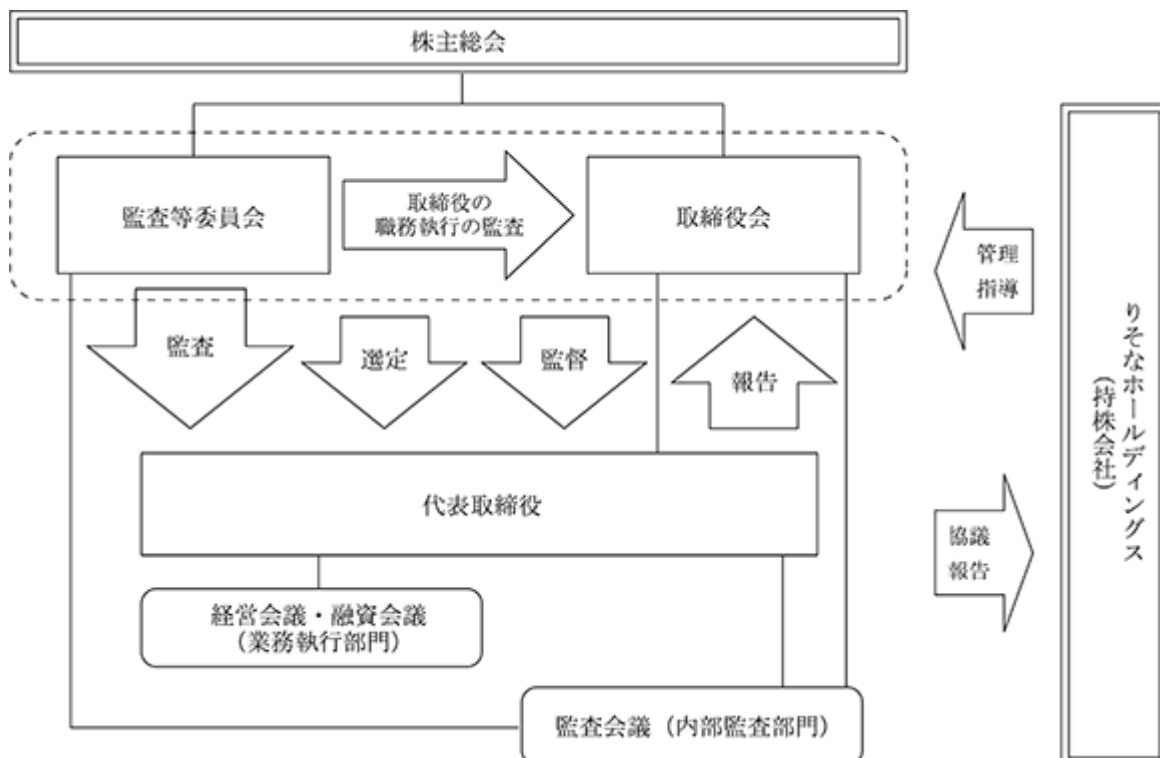 株主総会
監査等委員会
取締役の
職務執行の監査
取締役会
管理
指導
監査
選定
監督
報告
りそなホールディングス
(持株会社)
代表取締役
協議
報告
経営会議・融資会議
(業務執行部門)
監査会議(内部監査部門)